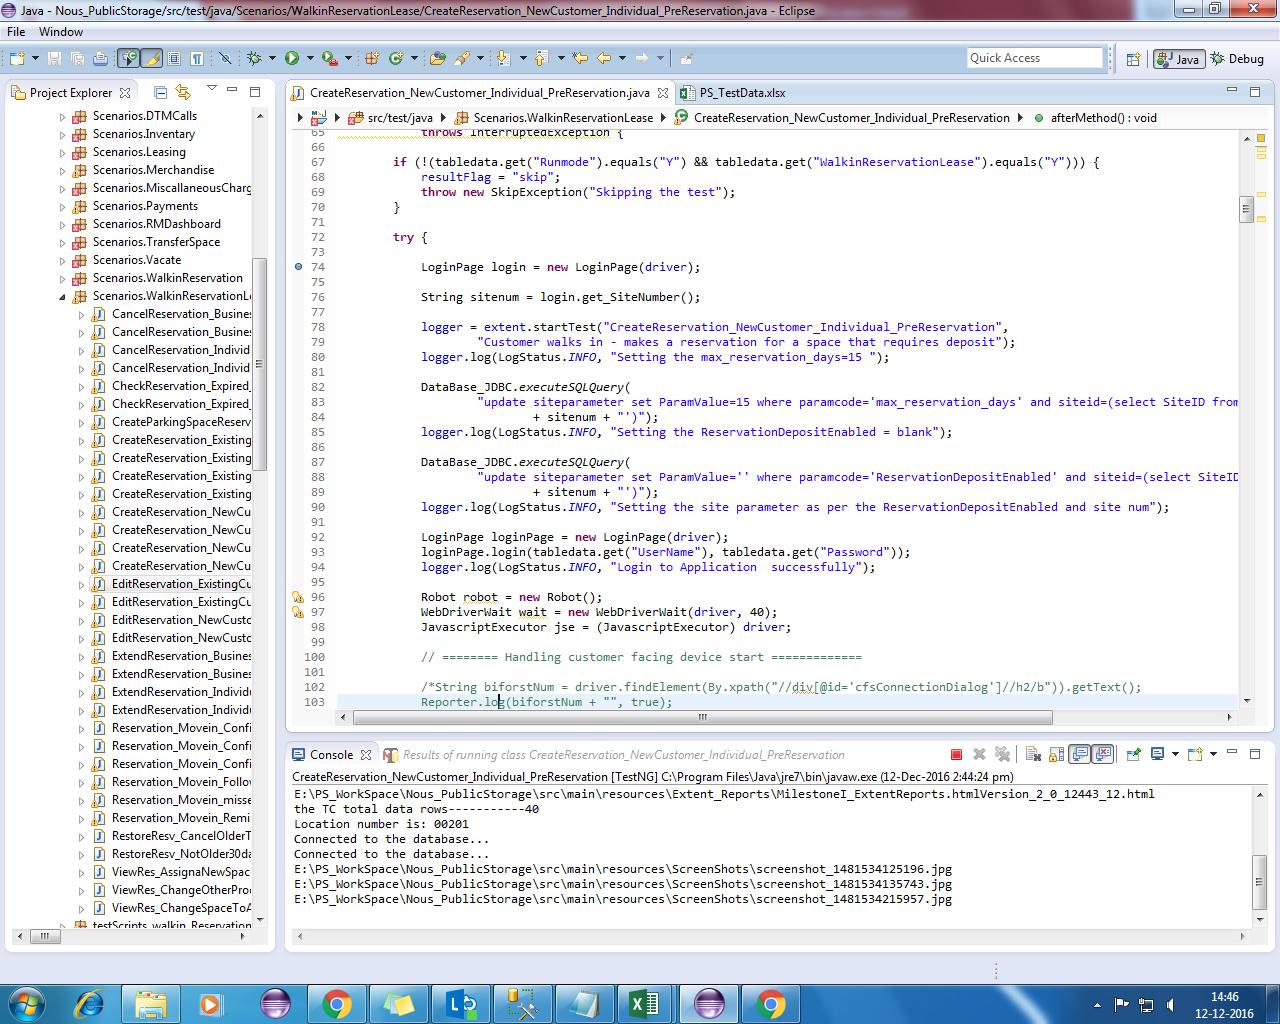 Java - Nous_PublicStorage/src/test/java/Scenarios/WalkinReservationLease/CreateReservation_NewCustomer_Individual_PreReservation.java - Eclipse
File Window
Quick Access
Java
Debug
Project Explorer
Scenarios.DTMCalls
Scenarios.Inventory
Scenarios.Leasing
Scenarios.Merchandise
Scenarios.MiscallaneousCharg
Scenarios.Payments
Scenarios.RMDashboard
Scenarios.TransferSpace
Scenarios.Vacate
Scenarios.WalkinReservation
Scenarios.WalkinReservationLe
CancelReservation_Busines
CancelReservation_Busines
CancelReservation_Individ
CancelReservation_Individ
CheckReservation_Expired_
CheckReservation_Expired_
CreateParkingSpaceReserv
CreateReservation_Existing
CreateReservation_Existing
CreateReservation_Existing
CreateReservation_Existing
CreateReservation_NewCu
CreateReservation_NewCu
CreateReservation_NewCu
CreateReservation_NewCu
EditReservation_ExistingCu
EditReservation_ExistingCu
EditReservation_NewCusto
EditReservation_NewCusto
ExtendReservation_Busines
ExtendReservation_Busines
ExtendReservation_Individu
ExtendReservation_Individu
Reservation_Movein_Confi
Reservation_Movein_Confi
Reservation_Movein_Confi
Reservation_Movein_Follow
Reservation_Movein_misse
Reservation_Movein_Remi
RestoreResv_CancelOlderT
RestoreResv_NotOlder30da
ViewRes_AssignaNewSpac
ViewRes_ChangeOtherProd
ViewRes_ChangeSpaceToA
testScripts_walkin_Reservation
CreateReservation_NewCustomer_Individual_PreReservation.java
PS_TestData.xlsx
src/test/java
Scenarios.WalkinReservationLease
CreateReservation_NewCustomer_Individual_PreReservation
afterMethod() : void
65 throws InterruptedException {
66
67 if (!(tabledata.get("Runmode").equals("Y") && tabledata.get("WalkinReservationLease").equals("Y"))) {
68 resultFlag = "skip";
69 throw new SkipException("Skipping the test");
70 }
71
72 try {
73
74 LoginPage login = new LoginPage(driver);
75
76 String sitenum = login.get_SiteNumber();
77
78 logger = extent.startTest("CreateReservation_NewCustomer_Individual_PreReservation",
79 "Customer walks in - makes a reservation for a space that requires deposit");
80 logger.log(LogStatus.INFO, "Setting the max_reservation_days=15 ");
81
82 DataBase_JDBC.executeSQLQuery(
83 "update siteparameter set ParamValue=15 where paramcode='max_reservation_days' and siteid=(select SiteID from
84 + sitenum + "')");
85 logger.log(LogStatus.INFO, "Setting the ReservationDepositEnabled = blank");
86
87 DataBase_JDBC.executeSQLQuery(
88 "update siteparameter set ParamValue='' where paramcode='ReservationDepositEnabled' and siteid=(select SiteID
89 + sitenum + "')");
90 logger.log(LogStatus.INFO, "Setting the site parameter as per the ReservationDepositEnabled and site num");
91
92 LoginPage loginPage = new LoginPage(driver);
93 loginPage.login(tabledata.get("UserName"), tabledata.get("Password"));
94 logger.log(LogStatus.INFO, "Login to Application  successfully");
95
96 Robot robot = new Robot();
97 WebDriverWait wait = new WebDriverWait(driver, 40);
98 JavascriptExecutor jse = (JavascriptExecutor) driver;
99
100 // ======== Handling customer facing device start =============
101
102 /*String biforstNum = driver.findElement(By.xpath("//div[@id='cfsConnectionDialog']//h2/b")).getText();
103 Reporter.log(biforstNum + "", true);
Console
Results of running class CreateReservation_NewCustomer_Individual_PreReservation
CreateReservation_NewCustomer_Individual_PreReservation [TestNG] C:\Program Files\Java\jre7\bin\javaw.exe (12-Dec-2016 2:44:24 pm)
E:\PS_WorkSpace\Nous_PublicStorage\src\main\resources\Extent_Reports\MilestoneI_ExtentReports.htmlVersion_2_0_12443_12.html
the TC total data rows-----------40
Location number is: 00201
Connected to the database...
Connected to the database...
E:\PS_WorkSpace\Nous_PublicStorage\src\main\resources\ScreenShots\screenshot_1481534125196.jpg
E:\PS_WorkSpace\Nous_PublicStorage\src\main\resources\ScreenShots\screenshot_1481534135743.jpg
E:\PS_WorkSpace\Nous_PublicStorage\src\main\resources\ScreenShots\screenshot_1481534215957.jpg
14:46
12-12-2016